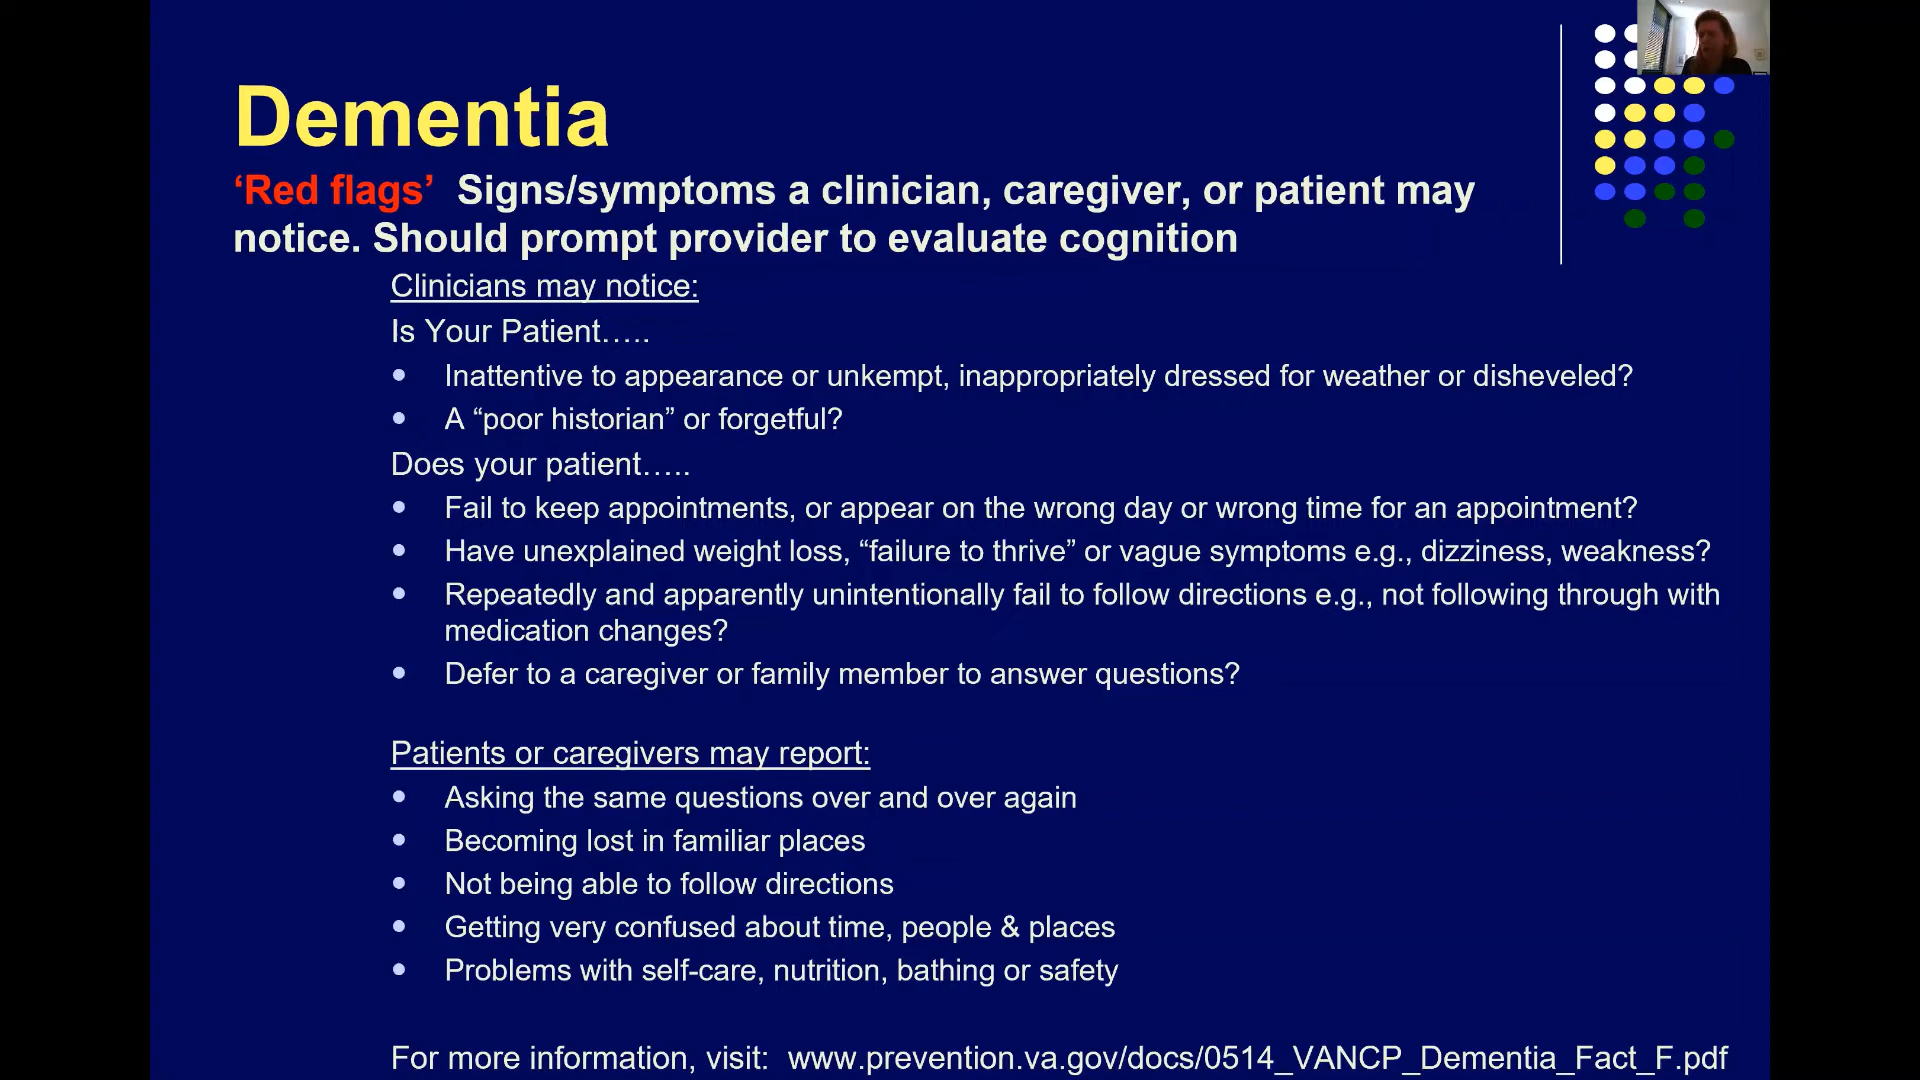 Dementia
‘Red flags’ Signs/symptoms a clinician, caregiver, or patient may
notice. Should prompt provider to evaluate cognition
Clinicians may notice:
Is Your Patient…..
• Inattentive to appearance or unkempt, inappropriately dressed for weather or disheveled?
• A “poor historian” or forgetful?
Does your patient…..
• Fail to keep appointments, or appear on the wrong day or wrong time for an appointment?
• Have unexplained weight loss, “failure to thrive” or vague symptoms e.g., dizziness, weakness?
• Repeatedly and apparently unintentionally fail to follow directions e.g., not following through with
medication changes?
• Defer to a caregiver or family member to answer questions?
Patients or caregivers may report:
• Asking the same questions over and over again
• Becoming lost in familiar places
• Not being able to follow directions
• Getting very confused about time, people & places
• Problems with self-care, nutrition, bathing or safety
For more information, visit: www.prevention.va.gov/docs/0514_VANCP_Dementia_Fact_F.pdf